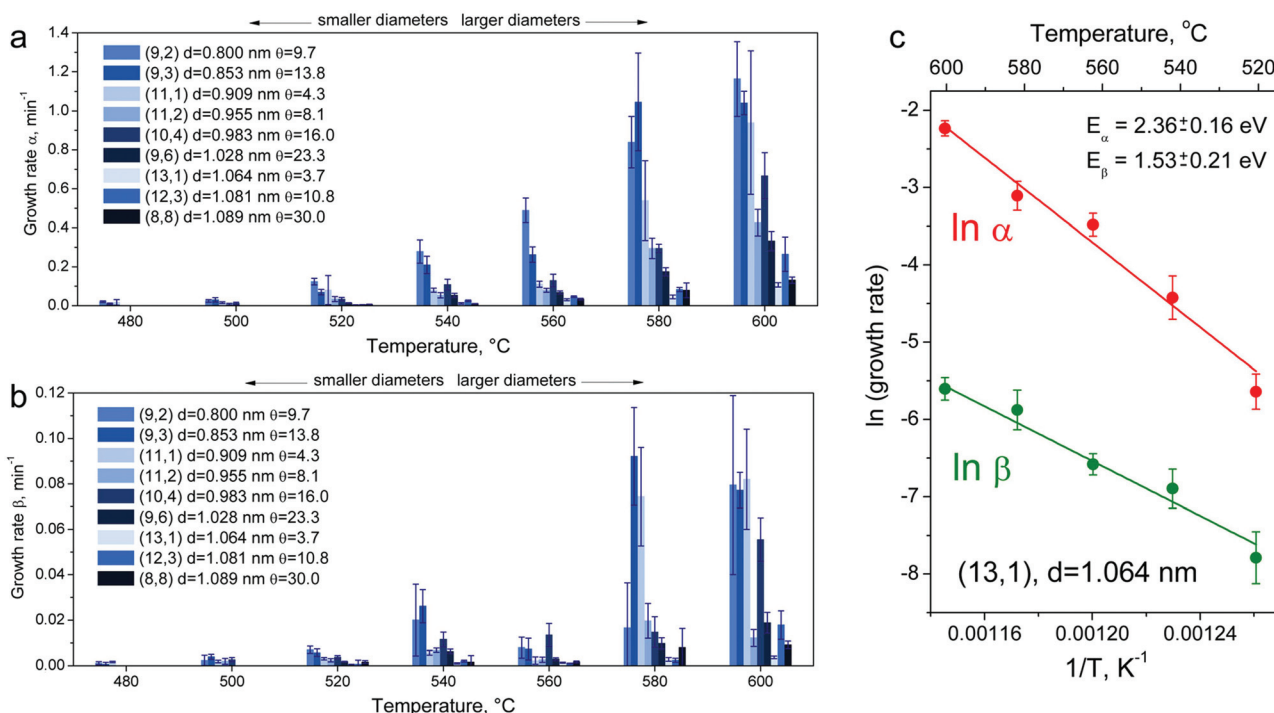 smaller diameters larger diameters
a
Growth rate α, min⁻¹
1.4
1.2
1.0
0.8
0.6
0.4
0.2
0.0
(9,2) d=0.800 nm θ=9.7
(9,3) d=0.853 nm θ=13.8
(11,1) d=0.909 nm θ=4.3
(11,2) d=0.955 nm θ=8.1
(10,4) d=0.983 nm θ=16.0
(9,6) d=1.028 nm θ=23.3
(13,1) d=1.064 nm θ=3.7
(12,3) d=1.081 nm θ=10.8
(8,8) d=1.089 nm θ=30.0
480 500 520 540 560 580 600
Temperature, °C
smaller diameters larger diameters
b
Growth rate β, min⁻¹
0.12
0.10
0.08
0.06
0.04
0.02
0.00
(9,2) d=0.800 nm θ=9.7
(9,3) d=0.853 nm θ=13.8
(11,1) d=0.909 nm θ=4.3
(11,2) d=0.955 nm θ=8.1
(10,4) d=0.983 nm θ=16.0
(9,6) d=1.028 nm θ=23.3
(13,1) d=1.064 nm θ=3.7
(12,3) d=1.081 nm θ=10.8
(8,8) d=1.089 nm θ=30.0
480 500 520 540 560 580 600
Temperature, °C
c
Temperature, °C
600 580 560 540 520
ln (growth rate)
-2
-3
-4
-5
-6
-7
-8
Eα = 2.36±0.16 eV
Eβ = 1.53±0.21 eV
ln α
ln β
(13,1), d=1.064 nm
0.00116 0.00120 0.00124
1/T, K⁻¹